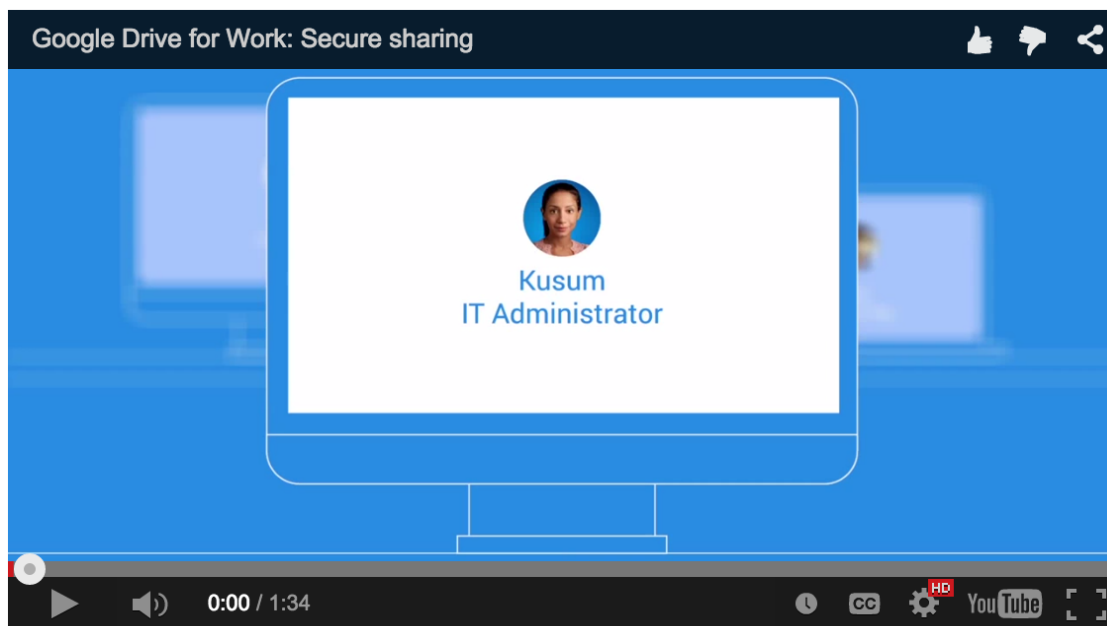 Google Drive for Work: Secure sharing
Kusum
IT Administrator
0:00 / 1:34
CC
HD
YouTube